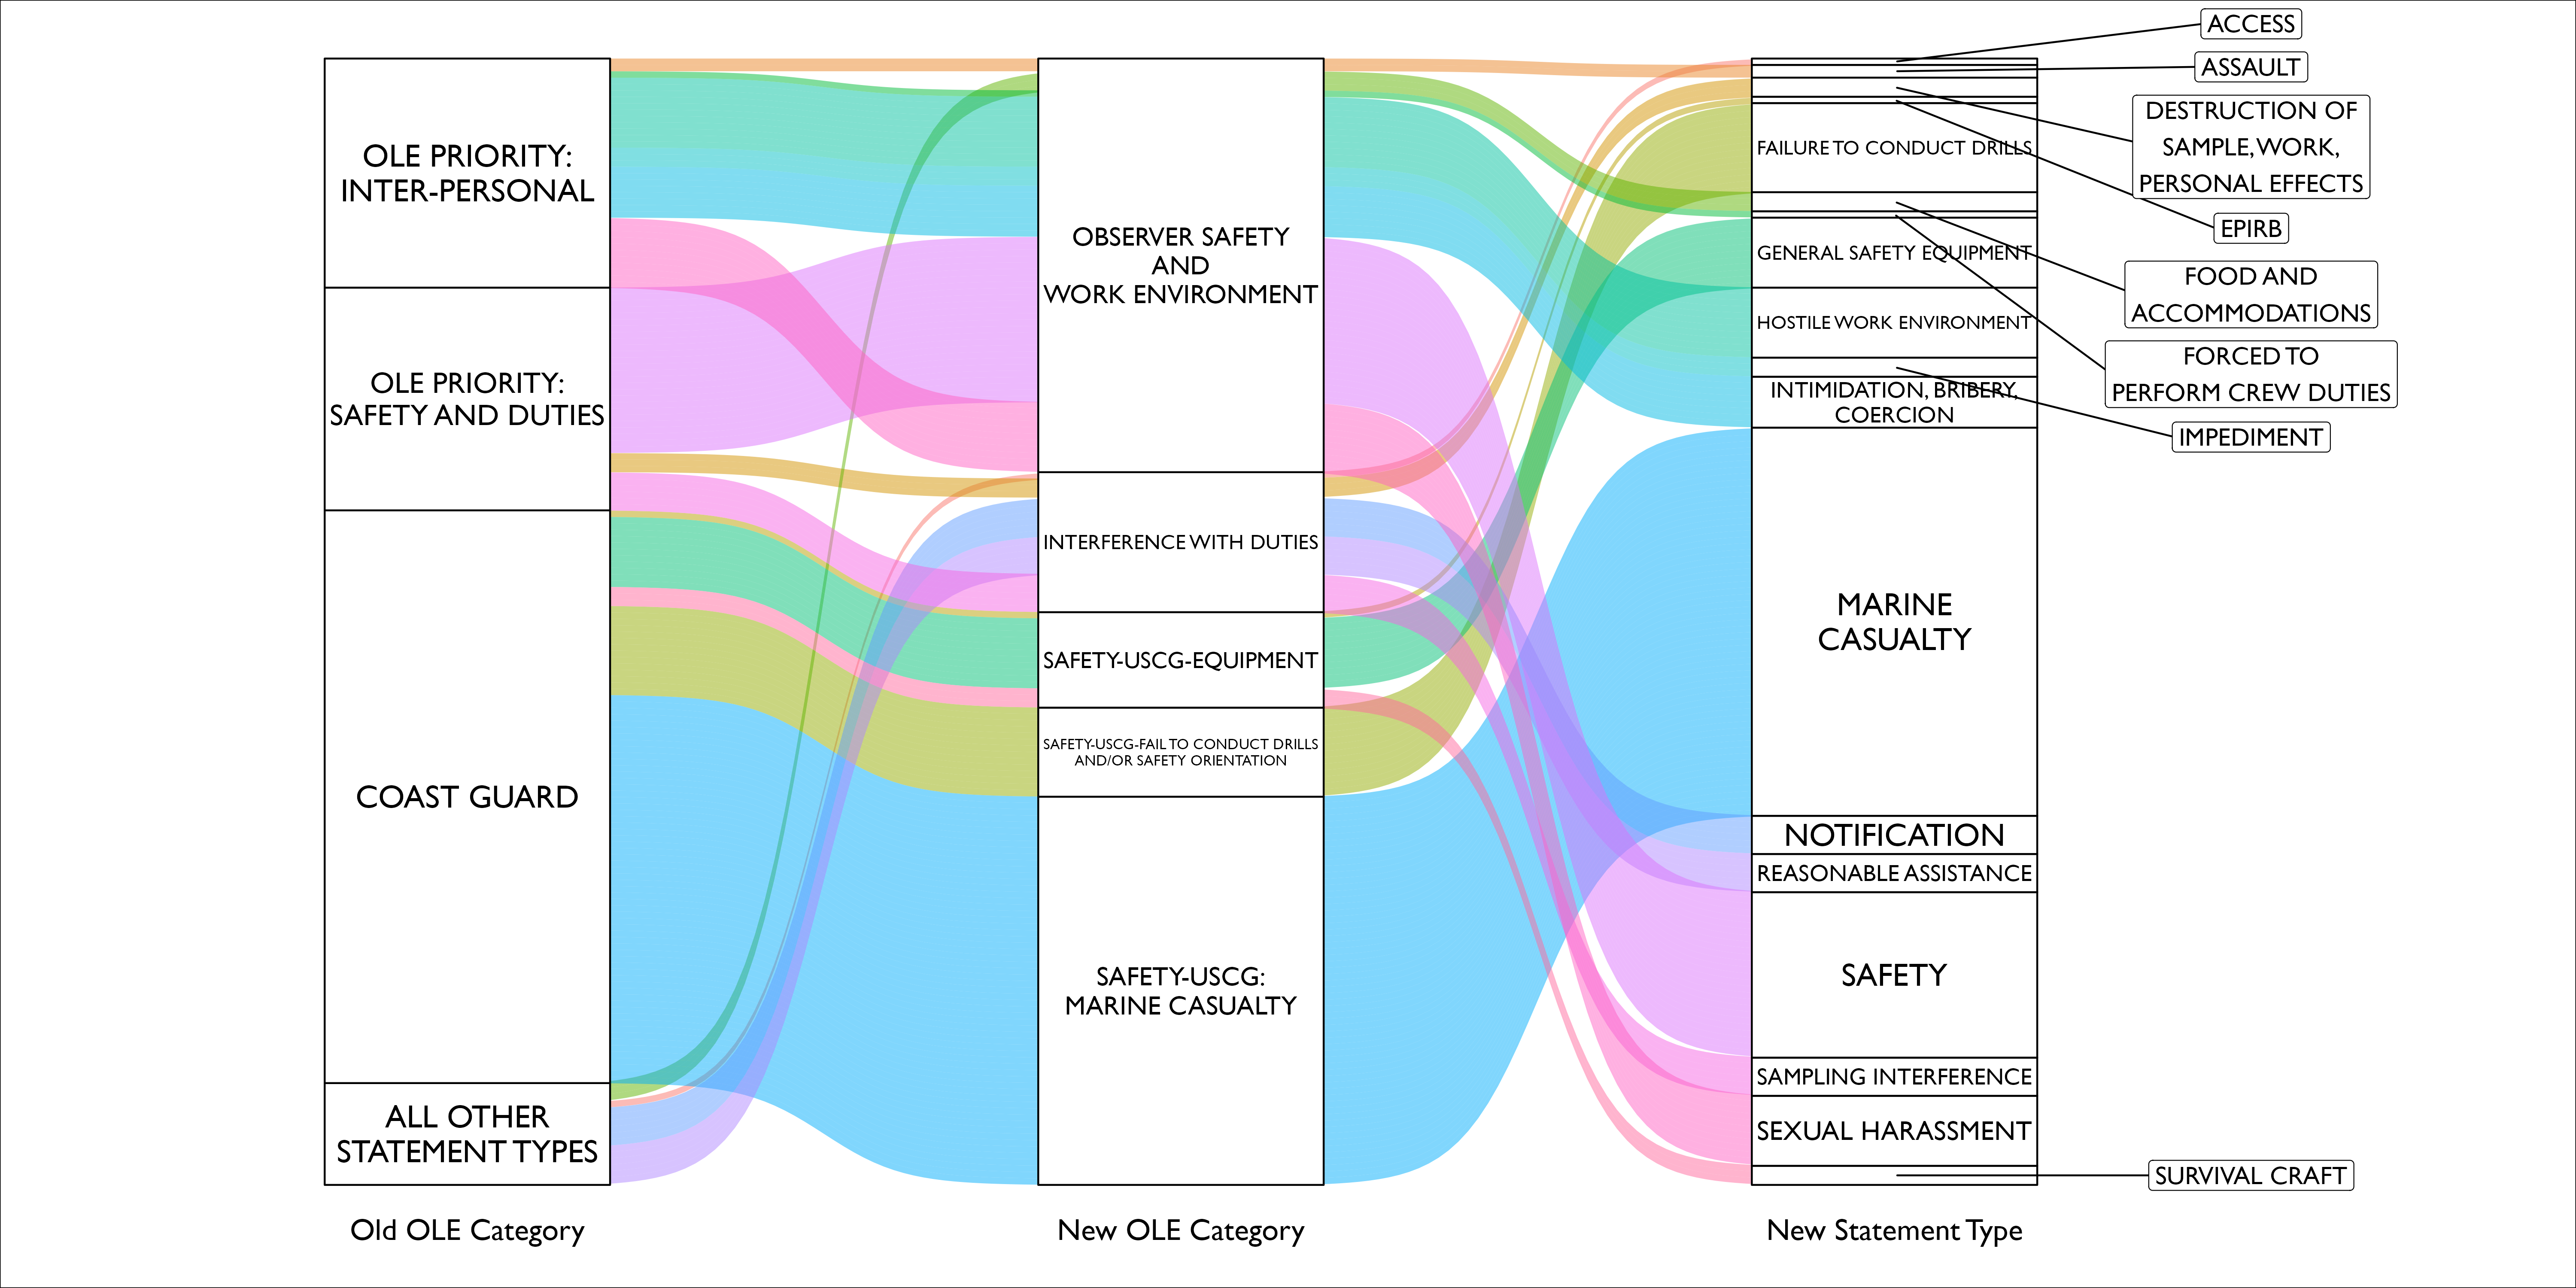 OLE PRIORITY:
INTER-PERSONAL
OLE PRIORITY:
SAFETY AND DUTIES
COAST GUARD
ALL OTHER
STATEMENT TYPES
Old OLE Category
OBSERVER SAFETY
AND
WORK ENVIRONMENT
INTERFERENCE WITH DUTIES
SAFETY-USCG-EQUIPMENT
SAFETY-USCG-FAIL TO CONDUCT DRILLS
AND/OR SAFETY ORIENTATION
SAFETY-USCG:
MARINE CASUALTY
New OLE Category
FAILURE TO CONDUCT DRILLS
GENERAL SAFETY EQUIPMENT
HOSTILE WORK ENVIRONMENT
INTIMIDATION, BRIBERY,
COERCION
MARINE
CASUALTY
NOTIFICATION
REASONABLE ASSISTANCE
SAFETY
SAMPLING INTERFERENCE
SEXUAL HARASSMENT
New Statement Type
ACCESS
ASSAULT
DESTRUCTION OF
SAMPLE, WORK,
PERSONAL EFFECTS
EPIRB
FOOD AND
ACCOMMODATIONS
FORCED TO
PERFORM CREW DUTIES
IMPEDIMENT
SURVIVAL CRAFT